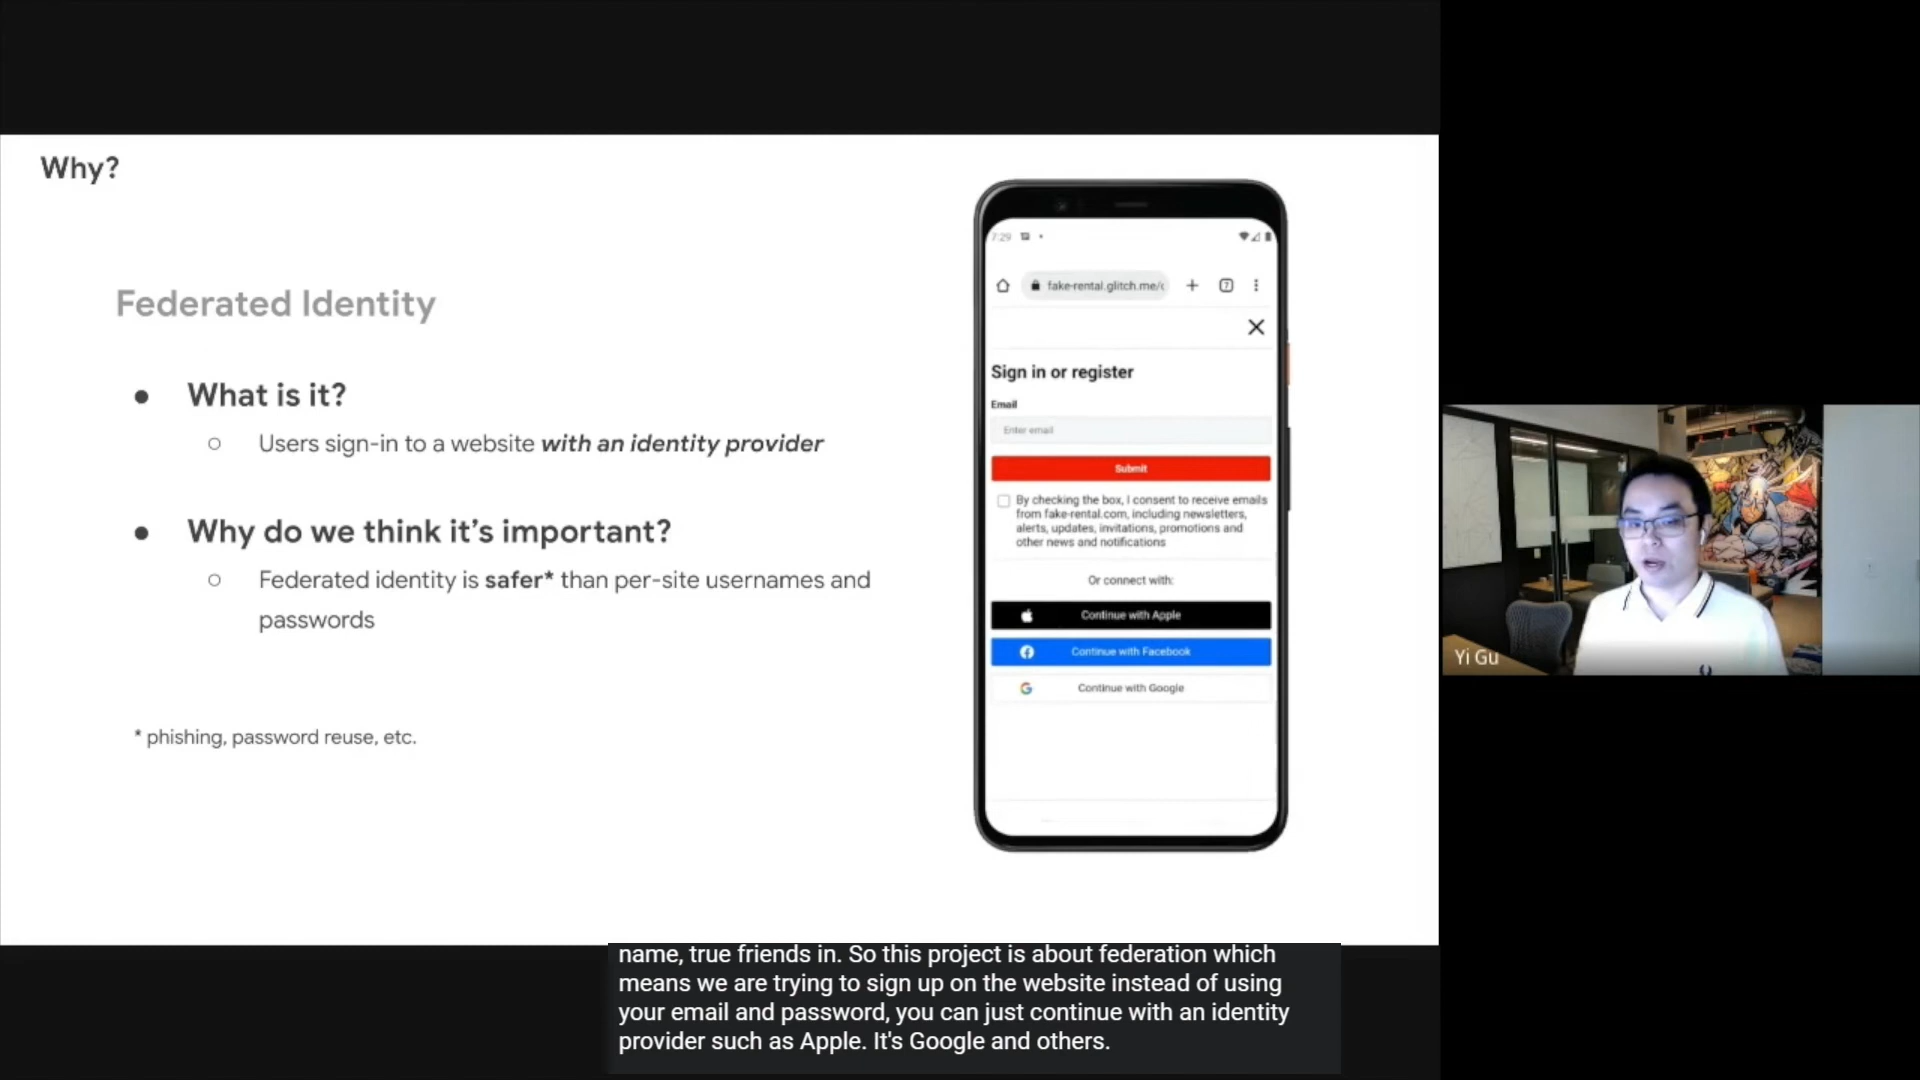 Why?
Federated Identity
● What is it?
○ Users sign-in to a website with an identity provider
● Why do we think it's important?
○ Federated identity is safer* than per-site usernames and
passwords
* phishing, password reuse, etc.
7:29
fake-rental.glitch.me/c
7
Sign in or register
Email
Enter email
Submit
By checking the box, I consent to receive emails
from fake-rental.com, including newsletters,
alerts, updates, invitations, promotions and
other news and notifications
Or connect with:
Continue with Apple
Continue with Facebook
Continue with Google
Yi Gu
name, true friends in. So this project is about federation which
means we are trying to sign up on the website instead of using
your email and password, you can just continue with an identity
provider such as Apple. It's Google and others.